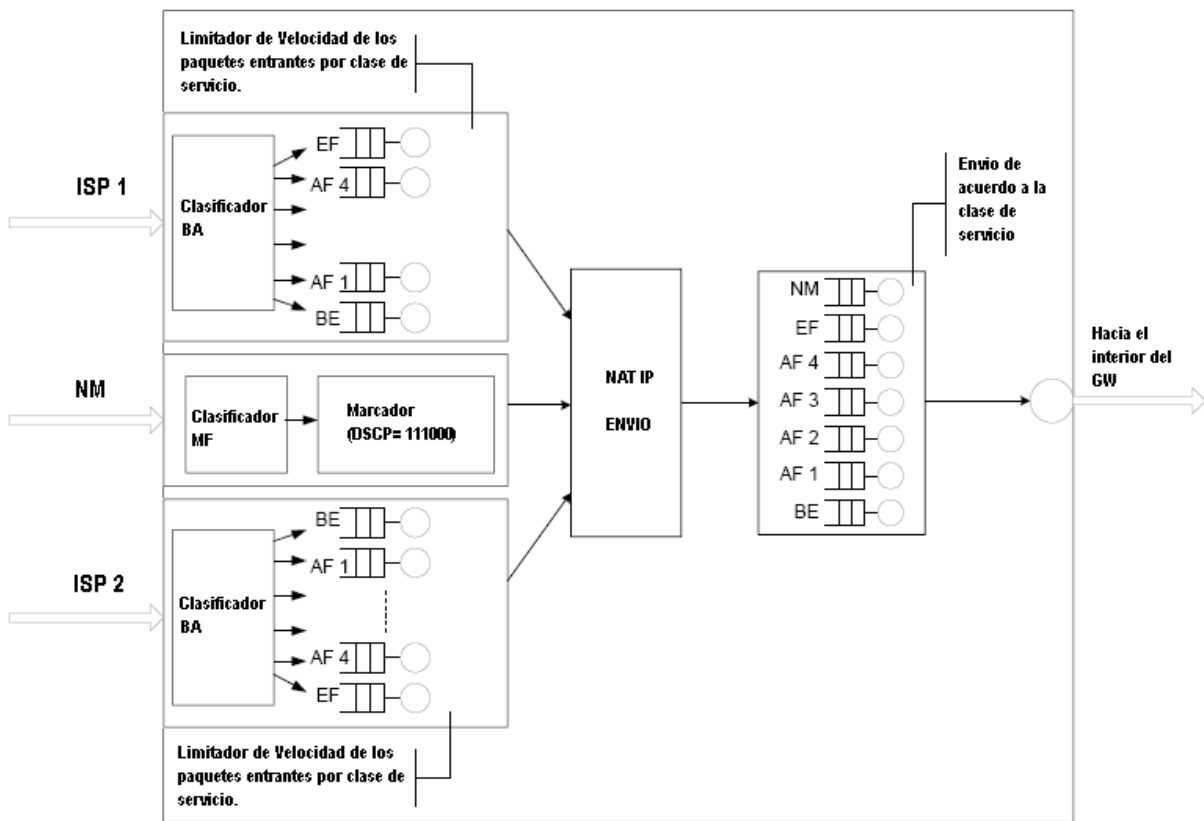 Limitador de Velocidad de los
paquetes entrantes por clase de
servicio.
ISP 1
Clasificador
BA
EF
AF 4
AF 1
BE
NM
Clasificador
MF
Marcador
(DSCP= 111000)
ISP 2
Clasificador
BA
BE
AF 1
AF 4
EF
Limitador de Velocidad de los
paquetes entrantes por clase de
servicio.
NAT IP
ENVIO
Envio de
acuerdo a la
clase de
servicio
NM
EF
AF 4
AF 3
AF 2
AF 1
BE
Hacia el
interior del
GW